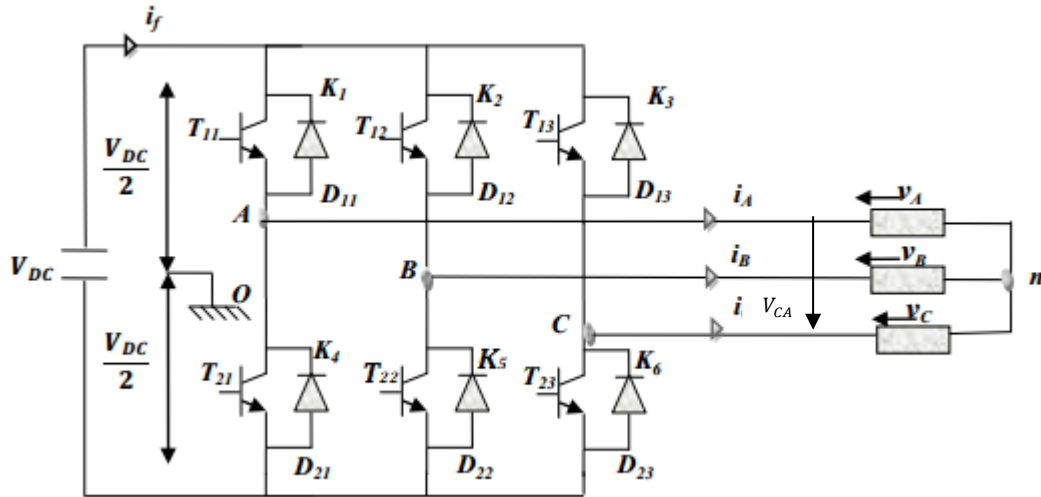 i_f
K_1
K_2
K_3
T_11
T_12
T_13
V_DC
2
D_11
D_12
D_13
A
i_A
v_A
V_DC
B
i_B
v_B
n
O
C
i
V_CA
v_C
V_DC
2
K_4
K_5
K_6
T_21
T_22
T_23
D_21
D_22
D_23